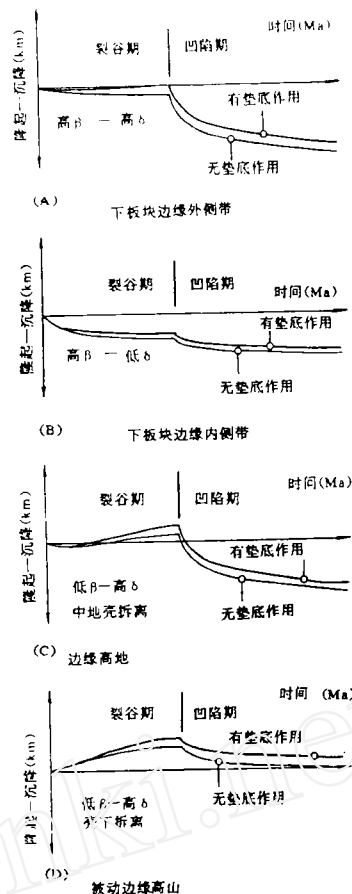 时间(Ma)
裂谷期 凹陷期
隆起—沉降(km)
有垫底作用
高β — 高δ
无垫底作用
(A) 下板块边缘外侧带
裂谷期 凹陷期
时间(Ma)
隆起—沉降(km)
有垫底作用
高β — 低δ
无垫底作用
(B) 下板块边缘内侧带
时间(Ma)
裂谷期 凹陷期
隆起—沉降(km)
有垫底作用
低β—高δ
中地壳拆离
无垫底作用
(C) 边缘高地
时间 (Ma)
裂谷期 凹陷期
有垫底作用
隆起—沉降(km)
低β—高δ
无垫底作用
壳下拆离
(D)
被动边缘高山
nki.ne